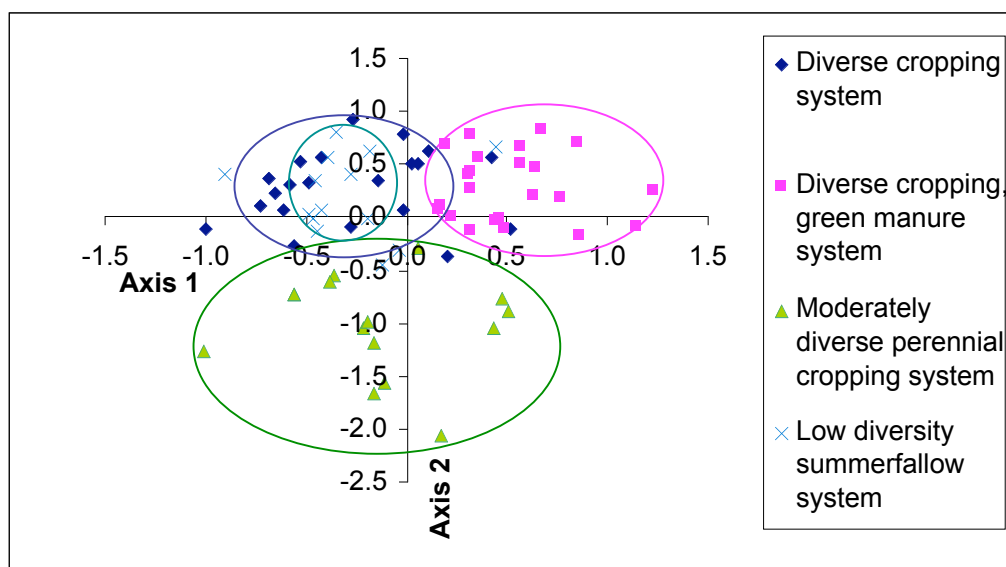 1.5
1.0
0.5
0.0
-1.5 -1.0 -0.5 0.0 0.5 1.0 1.5
-0.5
-1.0
-1.5
-2.0
-2.5
Axis 1
Axis 2
Diverse cropping
system
Diverse cropping,
green manure
system
Moderately
diverse perennial
cropping system
Low diversity
summerfallow
system